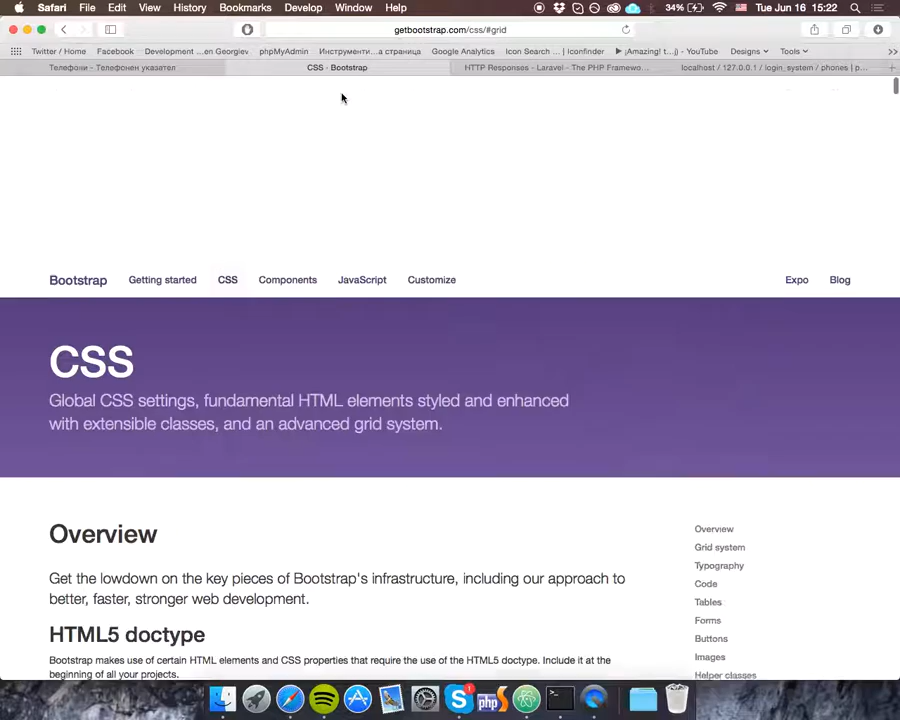 Safari File Edit View History Bookmarks Develop Window Help 34% Tue Jun 16 15:22
getbootstrap.com/css/#grid
Twitter / Home Facebook Development ...en Georgiev phpMyAdmin Инструменти...а страница Google Analytics Icon Search ... | Iconfinder ▶ ¡Amazing! t...j) - YouTube Designs Tools >>
Телефони - Телефонен указател CSS · Bootstrap HTTP Responses - Laravel - The PHP Framewo... localhost / 127.0.0.1 / login_system / phones | p... +
Bootstrap Getting started CSS Components JavaScript Customize Expo Blog
CSS
Global CSS settings, fundamental HTML elements styled and enhanced
with extensible classes, and an advanced grid system.
Overview
Get the lowdown on the key pieces of Bootstrap's infrastructure, including our approach to
better, faster, stronger web development.
HTML5 doctype
Bootstrap makes use of certain HTML elements and CSS properties that require the use of the HTML5 doctype. Include it at the
beginning of all your projects.
Overview
Grid system
Typography
Code
Tables
Forms
Buttons
Images
Helper classes
1
php